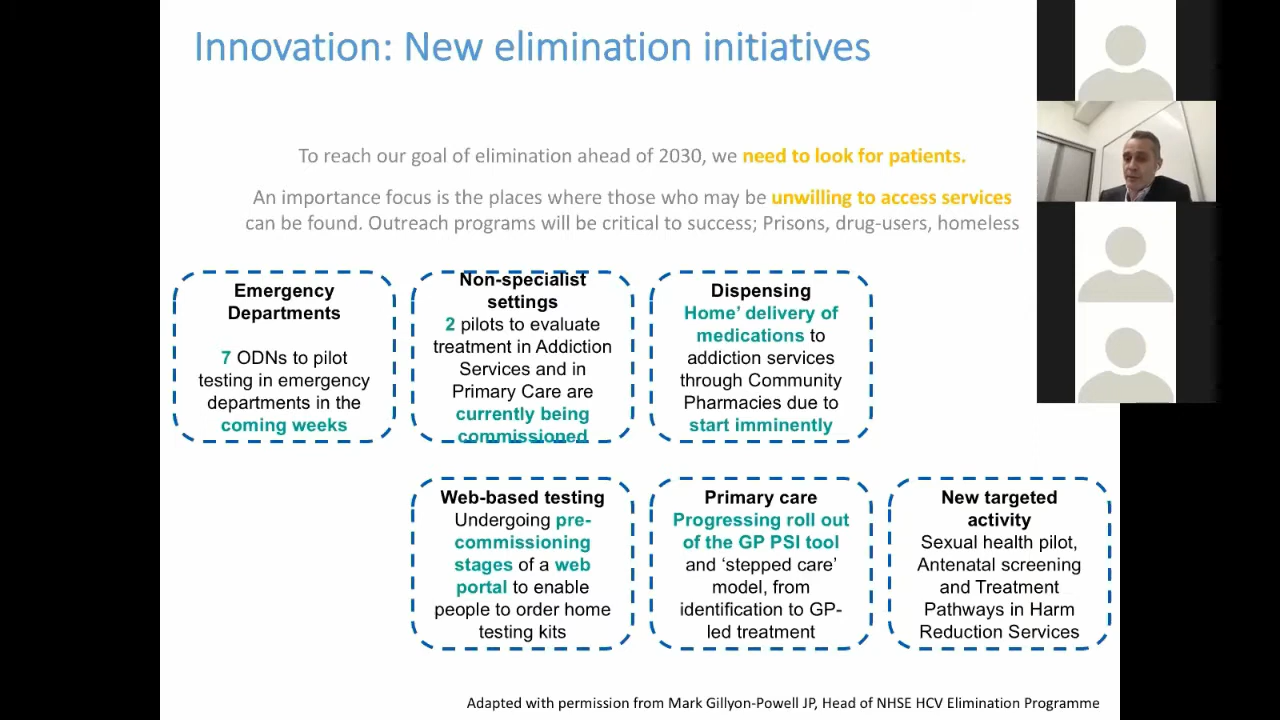 Innovation: New elimination initiatives
To reach our goal of elimination ahead of 2030, we need to look for patients.
An importance focus is the places where those who may be unwilling to access services
can be found. Outreach programs will be critical to success; Prisons, drug-users, homeless
Emergency
Departments
7 ODNs to pilot
testing in emergency
departments in the
coming weeks
Non-specialist
settings
2 pilots to evaluate
treatment in Addiction
Services and in
Primary Care are
currently being
commissioned
Dispensing
Home’ delivery of
medications to
addiction services
through Community
Pharmacies due to
start imminently
Web-based testing
Undergoing pre-
commissioning
stages of a web
portal to enable
people to order home
testing kits
Primary care
Progressing roll out
of the GP PSI tool
and ‘stepped care’
model, from
identification to GP-
led treatment
New targeted
activity
Sexual health pilot,
Antenatal screening
and Treatment
Pathways in Harm
Reduction Services
Adapted with permission from Mark Gillyon-Powell JP, Head of NHSE HCV Elimination Programme